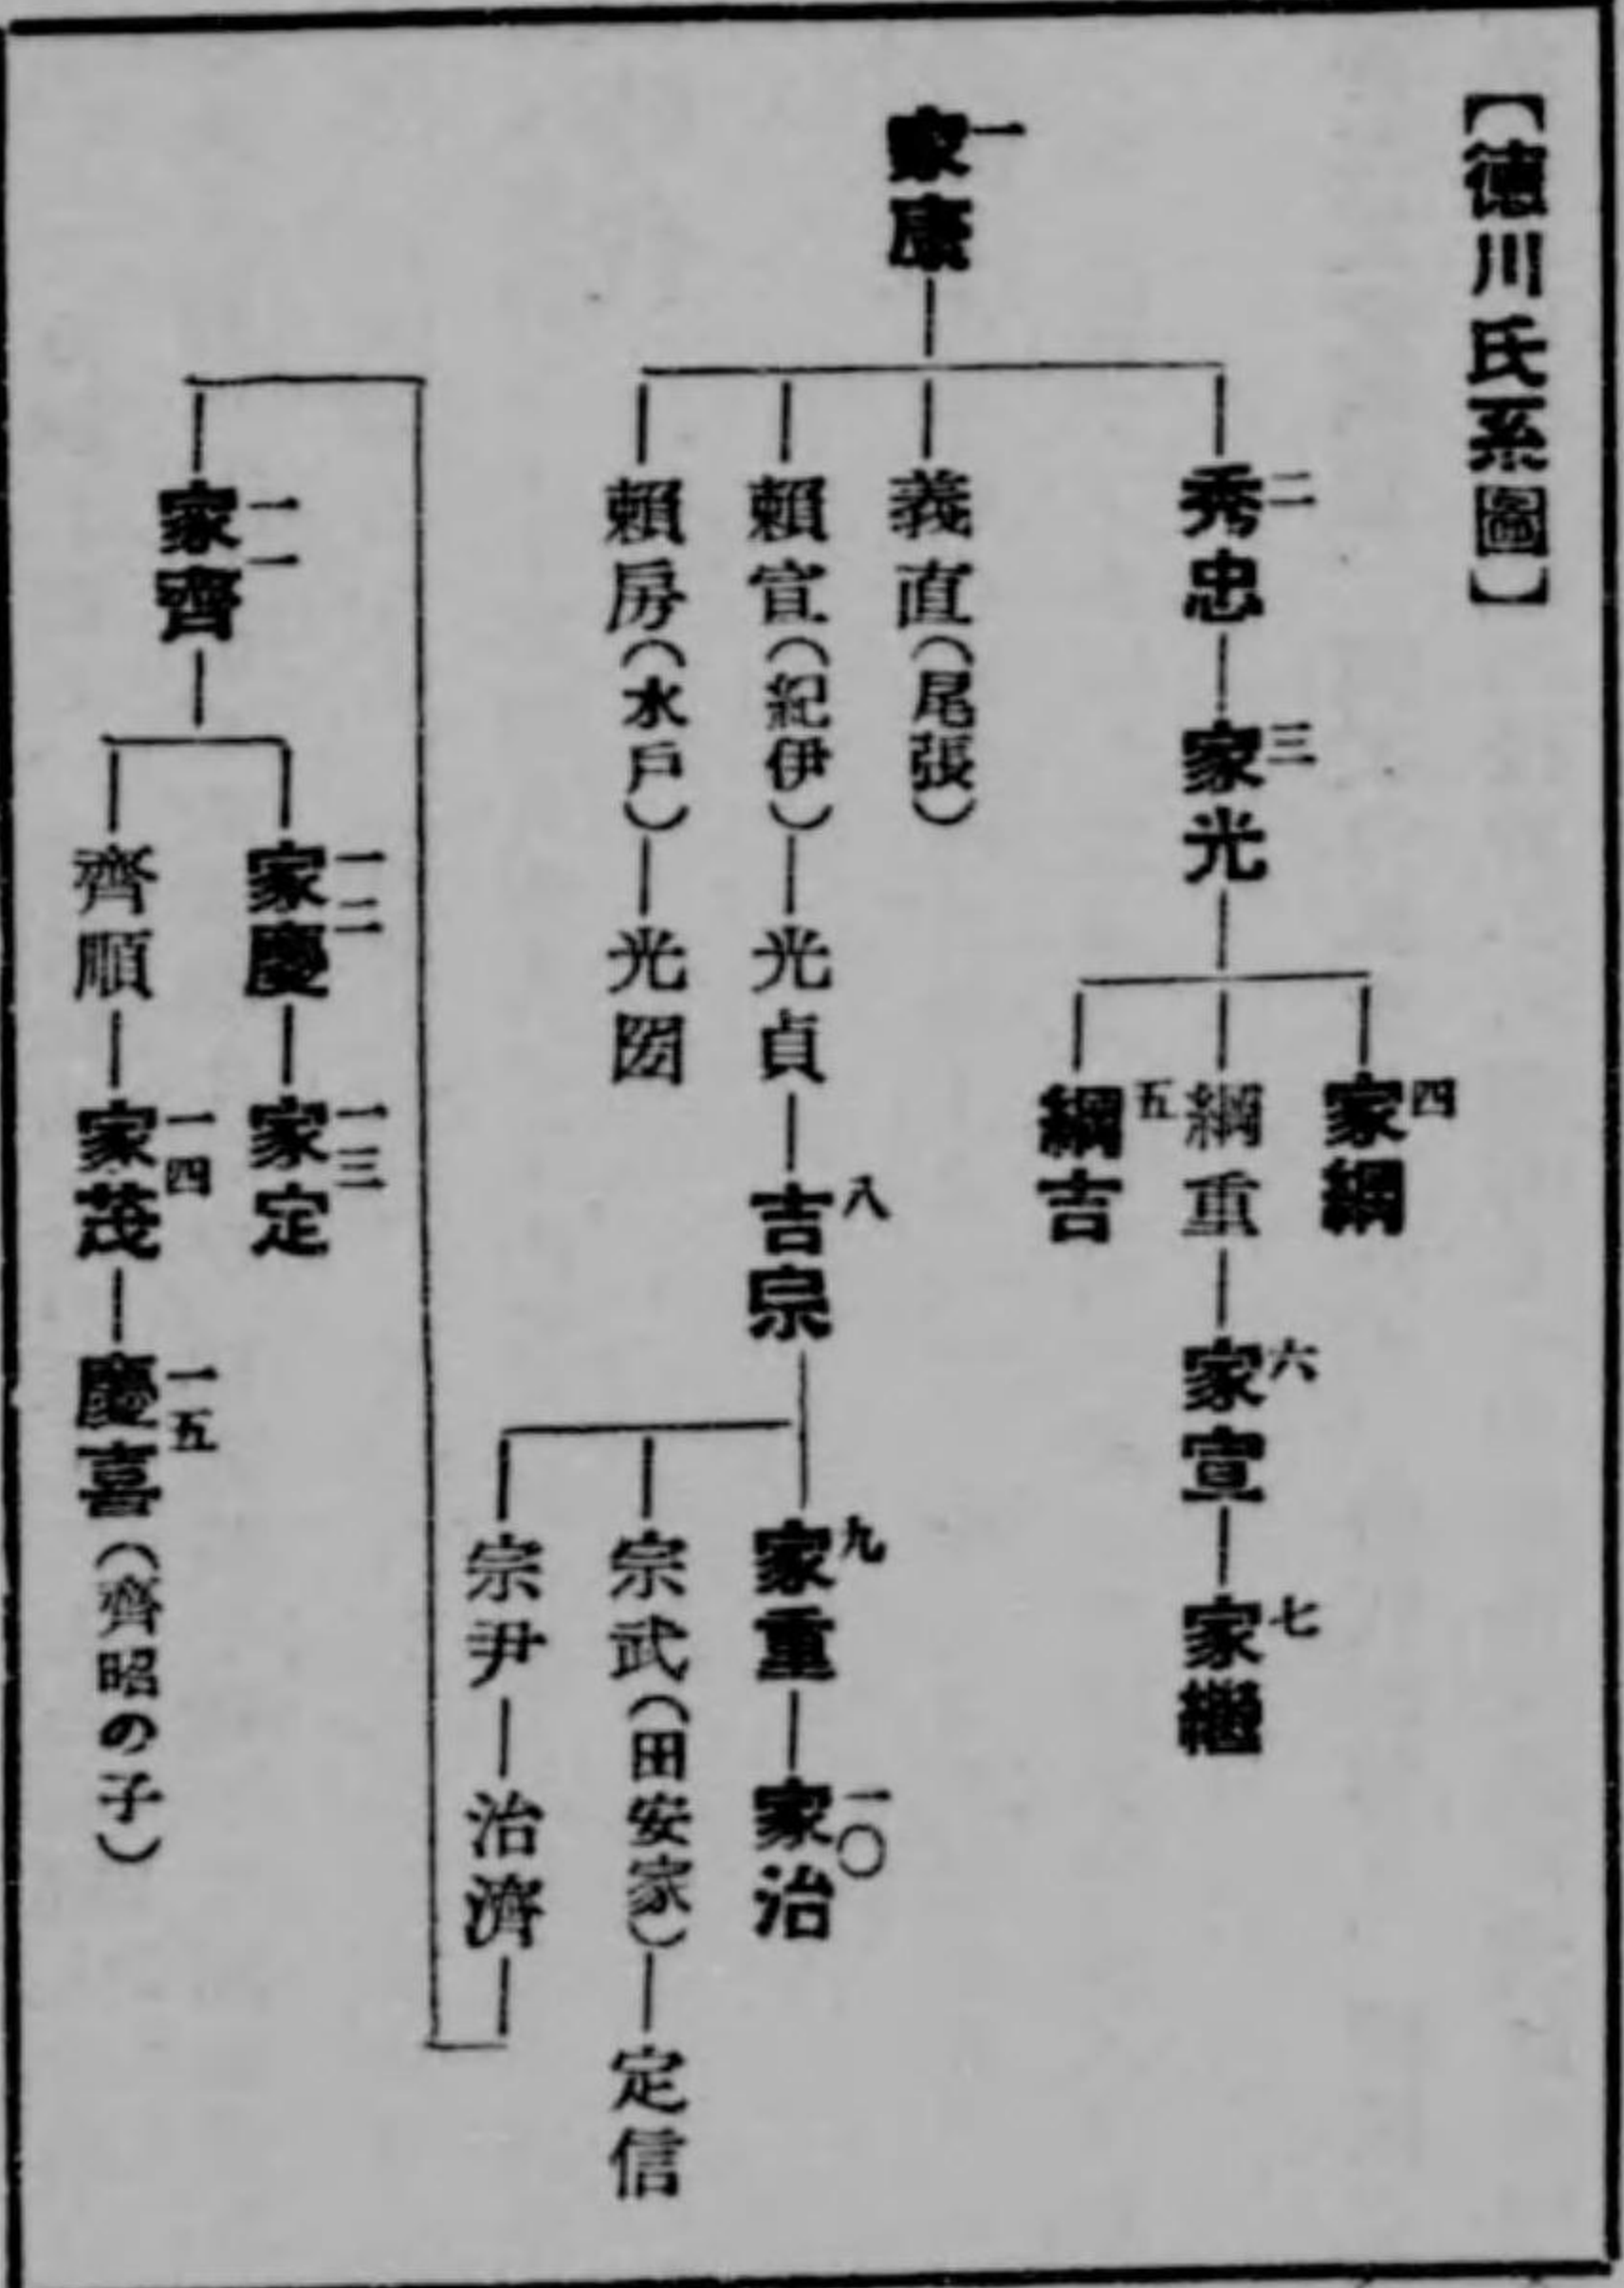 【德川氏系圖】
一
家康
二
秀忠
三
家光
四
家綱
綱重
六
家宣
七
家繼
五
綱吉
義直（尾張）
賴宣（紀伊）
光貞
八
吉宗
九
家重
一〇
家治
宗武（田安家）
定信
宗尹
治濟
賴房（水戶）
光圀
一一
家齊
一二
家慶
一三
家定
齊順
一四
家茂
一五
慶喜（齊昭の子）